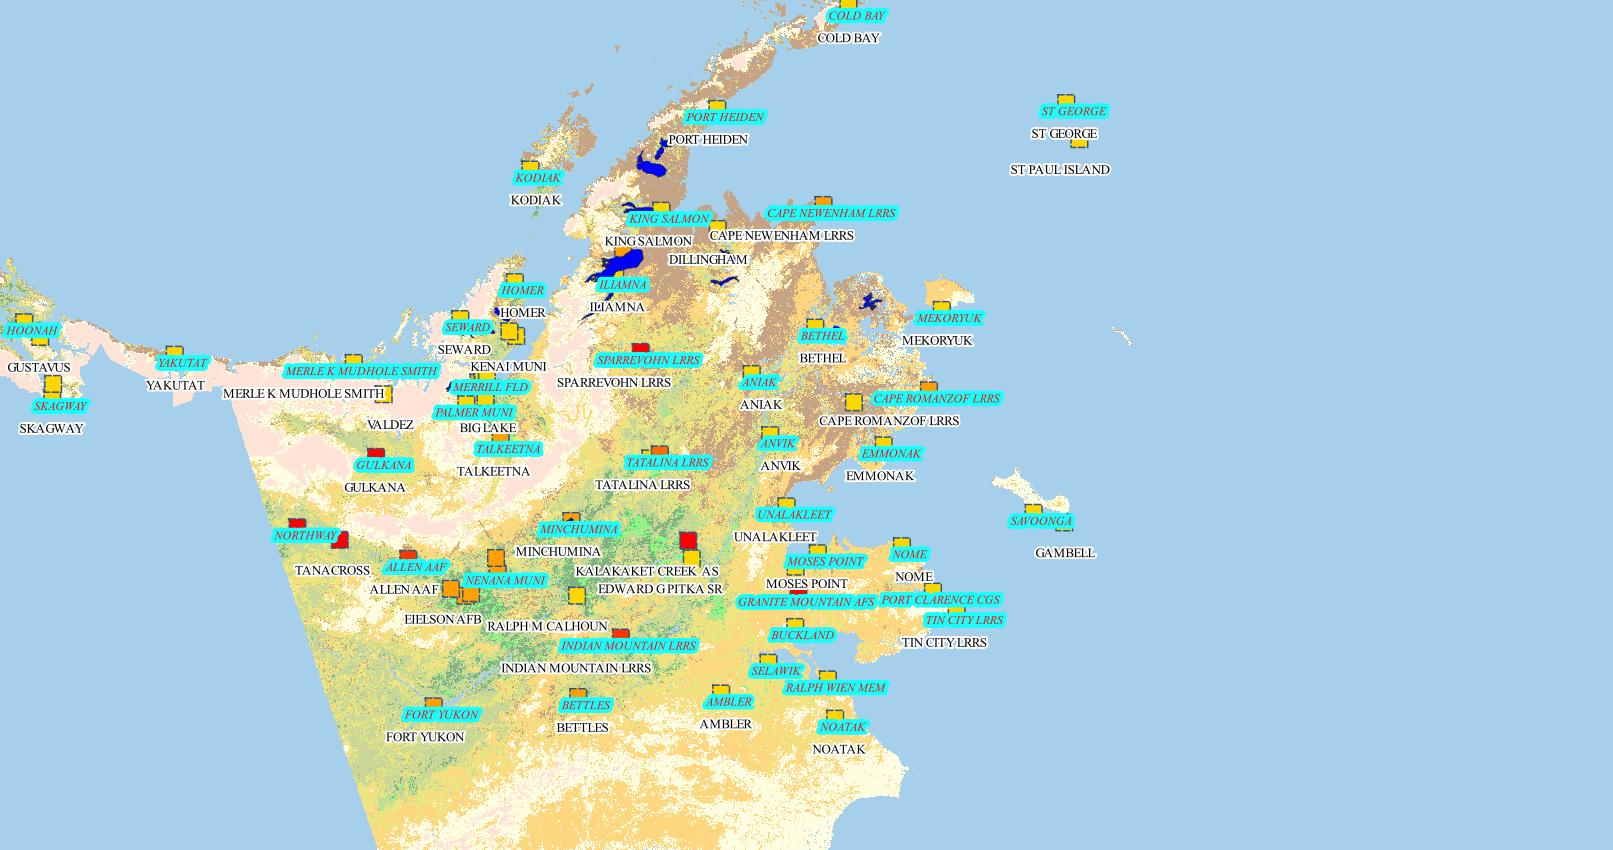 COLD BAY
COLD BAY
ST GEORGE
PORT HEIDEN
ST GEORGE
PORT HEIDEN
ST PAUL ISLAND
KODIAK
KODIAK
CAPE NEWENHAM LRRS
KING SALMON
CAPE NEWENHAM LRRS
KING SALMON
DILLINGHAM
ILIAMNA
HOMER
ILIAMNA
HOMER
MEKORYUK
SEWARD
HOONAH
BETHEL
MEKORYUK
SEWARD
BETHEL
SPARREVOHN LRRS
YAKUTAT
KENAI MUNI
GUSTAVUS
MERLE K MUDHOLE SMITH
SPARREVOHN LRRS
ANIAK
YAKUTAT
MERRILL FLD
MERLE K MUDHOLE SMITH
CAPE ROMANZOF LRRS
SKAGWAY
ANIAK
PALMER MUNI
CAPE ROMANZOF LRRS
VALDEZ
SKAGWAY
BIG LAKE
ANVIK
TALKEETNA
EMMONAK
TATALINA LRRS
GULKANA
ANVIK
TALKEETNA
EMMONAK
TATALINA LRRS
GULKANA
UNALAKLEET
SAVOONGA
MINCHUMINA
NORTHWAY
UNALAKLEET
MINCHUMINA
GAMBELL
NOME
MOSES POINT
ALLEN AAF
TANACROSS
KALAKAKET CREEK AS
NOME
NENANA MUNI
MOSES POINT
ALLEN AAF
EDWARD G PITKA SR
GRANITE MOUNTAIN AFS
PORT CLARENCE CGS
EIELSON AFB
TIN CITY LRRS
RALPH M CALHOUN
BUCKLAND
INDIAN MOUNTAIN LRRS
TIN CITY LRRS
INDIAN MOUNTAIN LRRS
SELAWIK
RALPH WIEN MEM
AMBLER
BETTLES
FORT YUKON
AMBLER
BETTLES
NOATAK
FORT YUKON
NOATAK